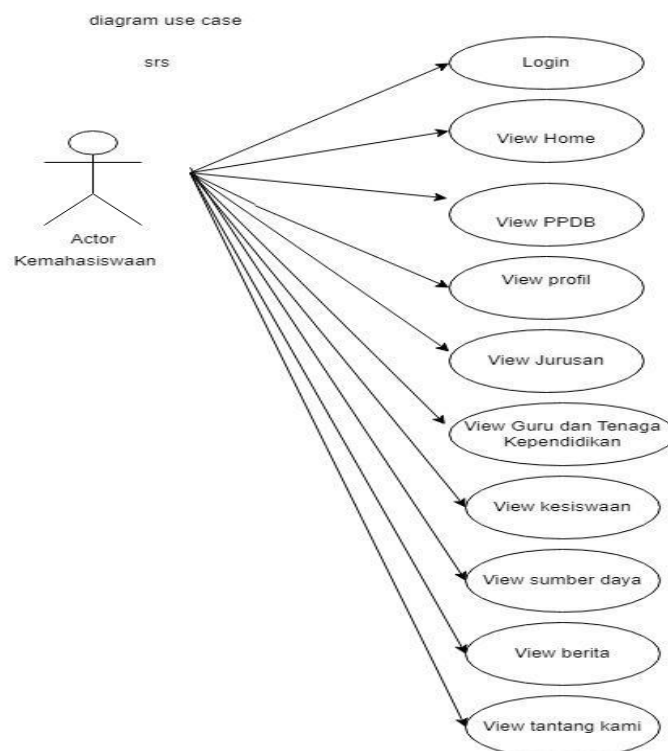 diagram use case
srs
Login
View Home
View PPDB
Actor
Kemahasiswaan
View profil
View Jurusan
View Guru dan Tenaga
Kependidikan
View kesiswaan
View sumber daya
View berita
View tantang kami